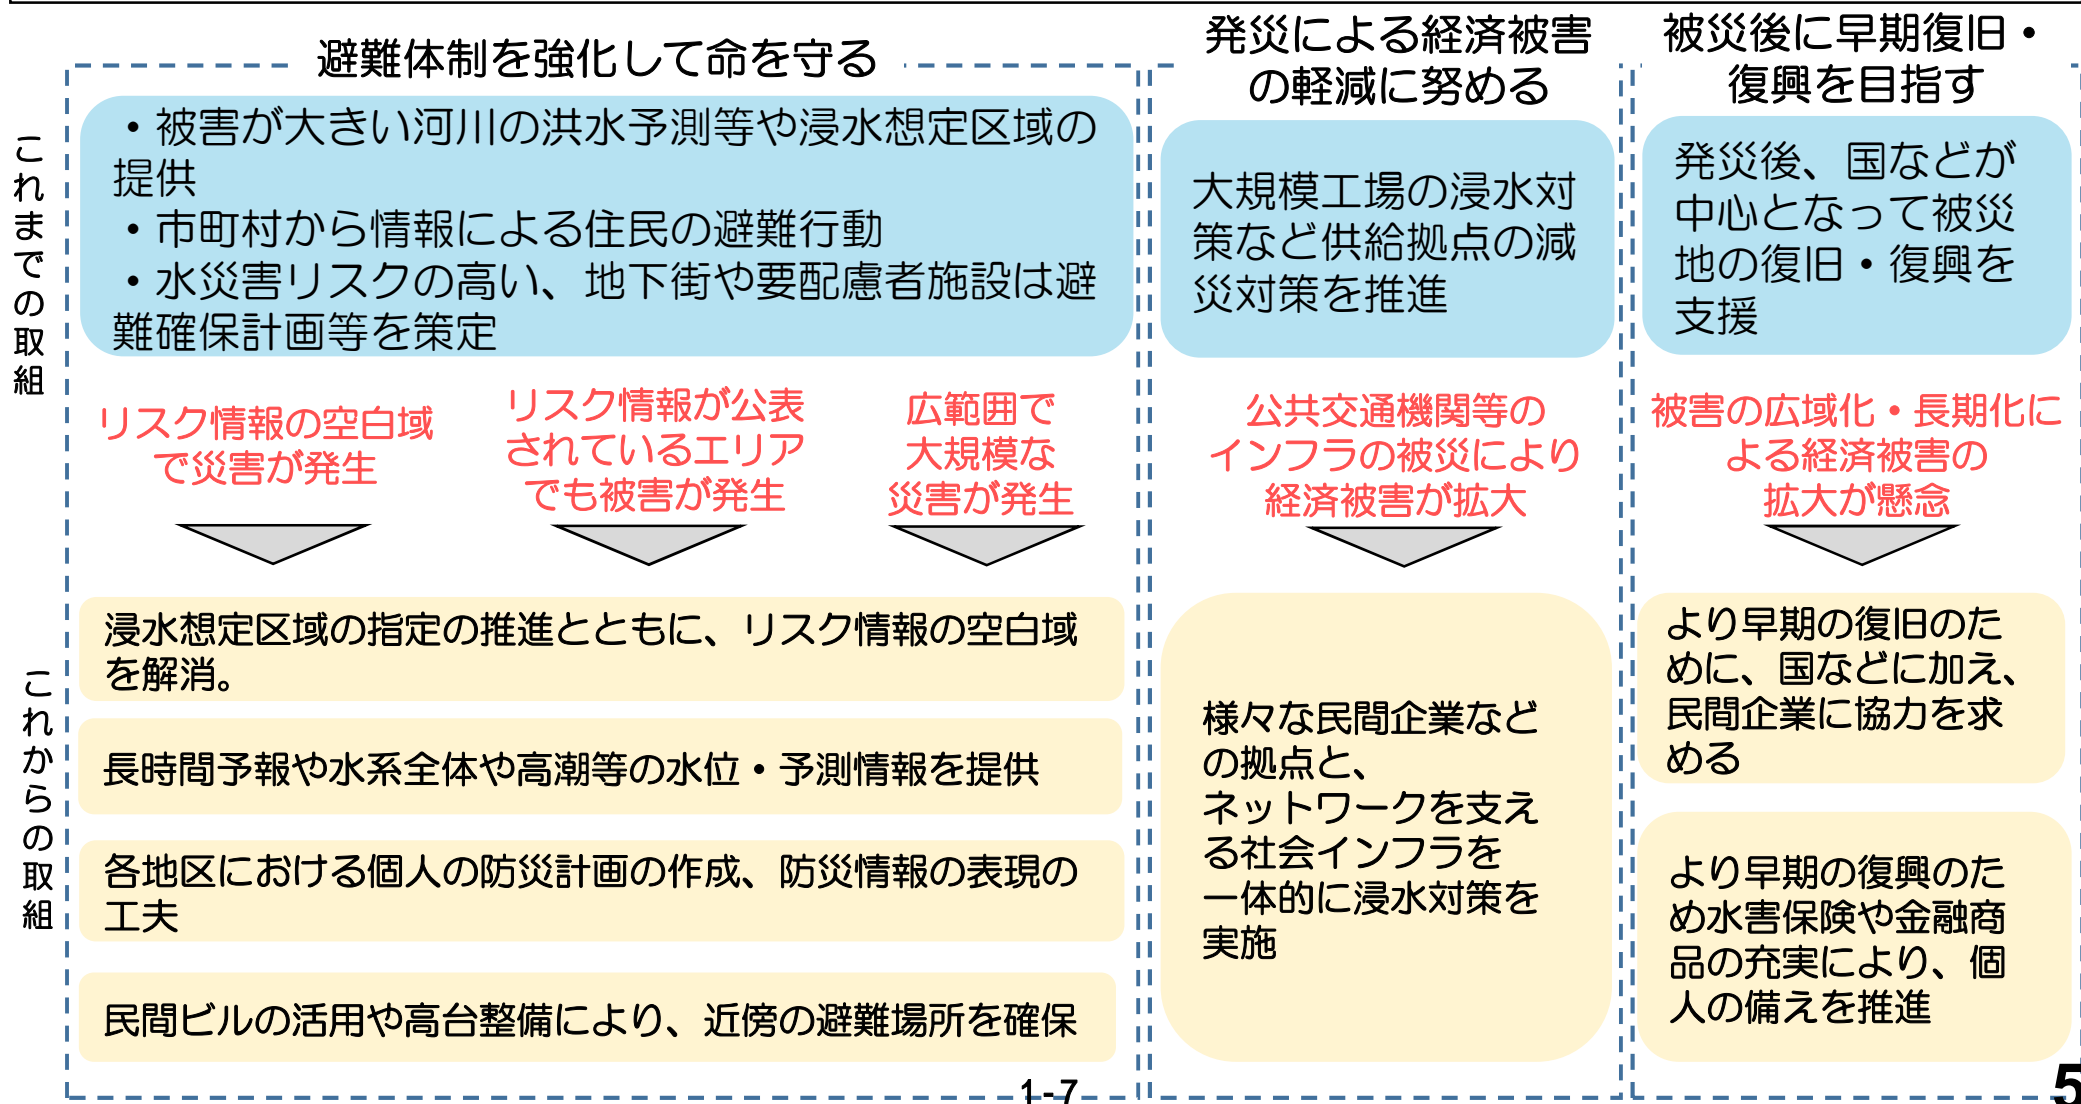 避難体制を強化して命を守る
発災による経済被害
の軽減に努める
被災後に早期復旧・
復興を目指す
これまでの取組
・被害が大きい河川の洪水予測等や浸水想定区域の
提供
・市町村から情報による住民の避難行動
・水災害リスクの高い、地下街や要配慮者施設は避
難確保計画等を策定
大規模工場の浸水対
策など供給拠点の減
災対策を推進
発災後、国などが
中心となって被災
地の復旧・復興を
支援
リスク情報の空白域
で災害が発生
リスク情報が公表
されているエリア
でも被害が発生
広範囲で
大規模な
災害が発生
公共交通機関等の
インフラの被災により
経済被害が拡大
被害の広域化・長期化に
よる経済被害の
拡大が懸念
これからの取組
浸水想定区域の指定の推進とともに、リスク情報の空白域
を解消。
長時間予報や水系全体や高潮等の水位・予測情報を提供
各地区における個人の防災計画の作成、防災情報の表現の
工夫
民間ビルの活用や高台整備により、近傍の避難場所を確保
様々な民間企業など
の拠点と、
ネットワークを支え
る社会インフラを
一体的に浸水対策を
実施
より早期の復旧のた
めに、国などに加え、
民間企業に協力を求
める
より早期の復興のた
め水害保険や金融商
品の充実により、個
人の備えを推進
1-7
5